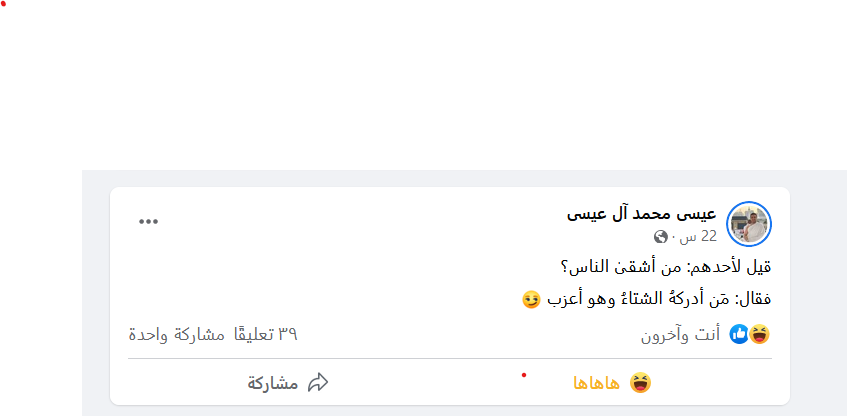 عيسى محمد آل عيسى
22 س ·
قيل لأحدهم: من أشقىٰ الناس؟
فقال: مَن أدركهُ الشتاءُ وهو أعزب 😏
أنت وآخرون ٣٩ تعليقًا مشاركة واحدة
هاهاها مشاركة